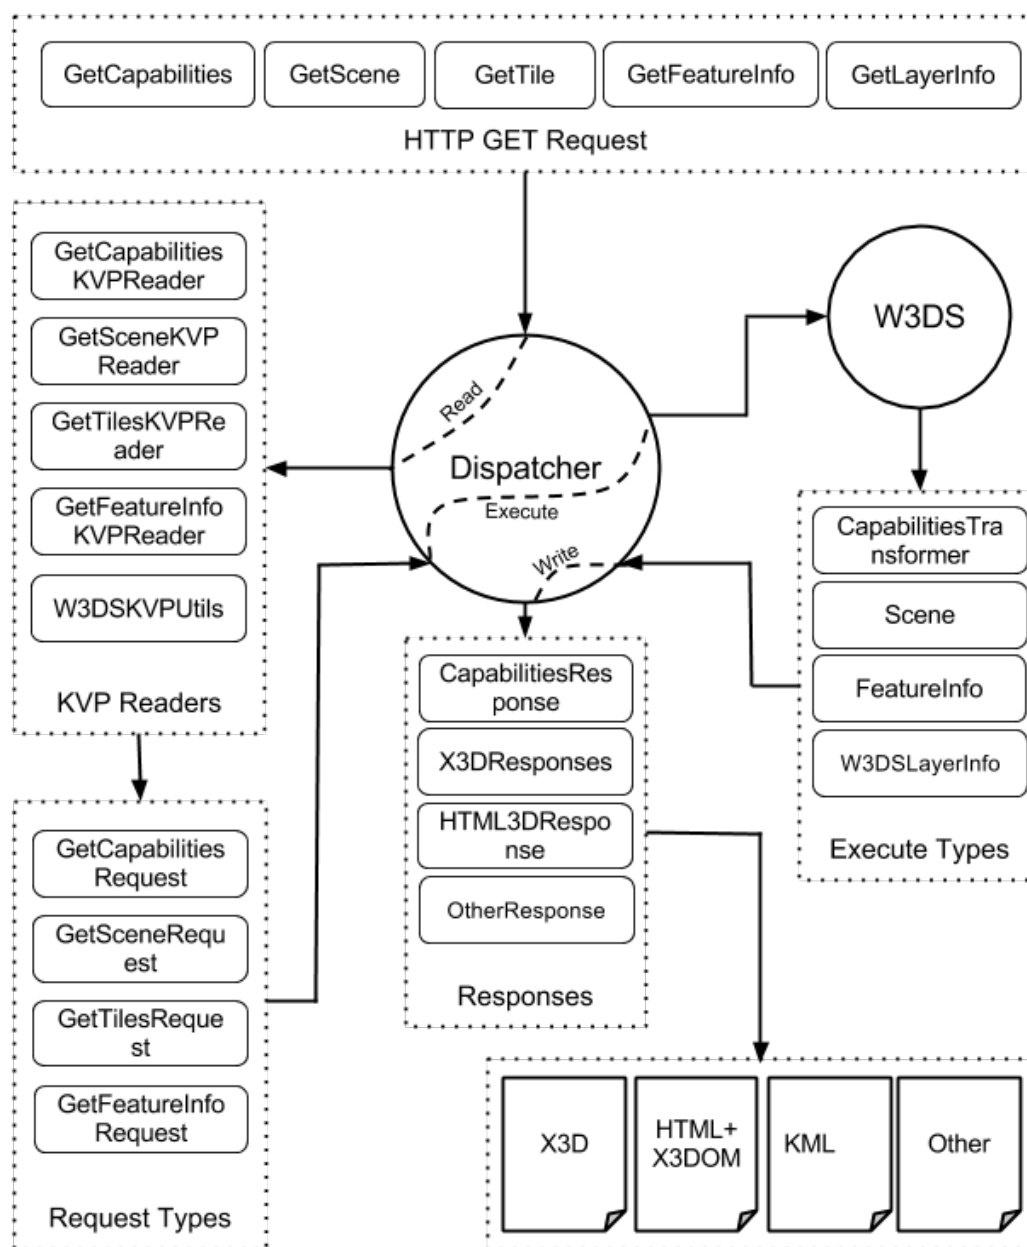 GetCapabilities
GetScene
GetTile
GetFeatureInfo
GetLayerInfo
HTTP GET Request
GetCapabilities
KVPReader
GetSceneKVP
Reader
GetTilesKVPRe
ader
GetFeatureInfo
KVPReader
W3DSKVPUtils
KVP Readers
W3DS
Read
Dispatcher
Execute
Write
CapabilitiesTra
nsformer
Scene
FeatureInfo
W3DSLayerInfo
Execute Types
CapabilitiesRes
ponse
X3DResponses
HTML3DRespo
nse
OtherResponse
Responses
GetCapabilities
Request
GetSceneRequ
est
GetTilesReque
st
GetFeatureInfo
Request
Request Types
X3D
HTML+
X3DOM
KML
Other